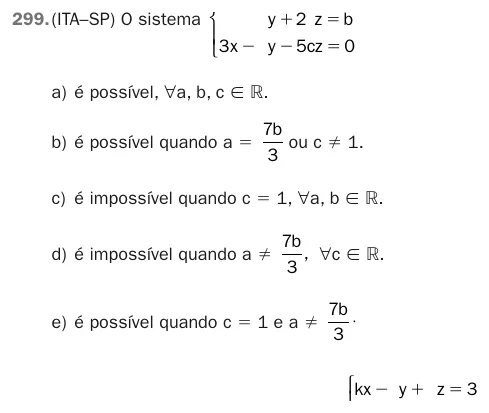 299. (ITA–SP) O sistema { y + 2 z = b
3x – y – 5cz = 0
a) é possível, ∀a, b, c ∈ ℝ.
b) é possível quando a = 7b/3 ou c ≠ 1.
c) é impossível quando c = 1, ∀a, b ∈ ℝ.
d) é impossível quando a ≠ 7b/3, ∀c ∈ ℝ.
e) é possível quando c = 1 e a ≠ 7b/3.
kx – y + z = 3